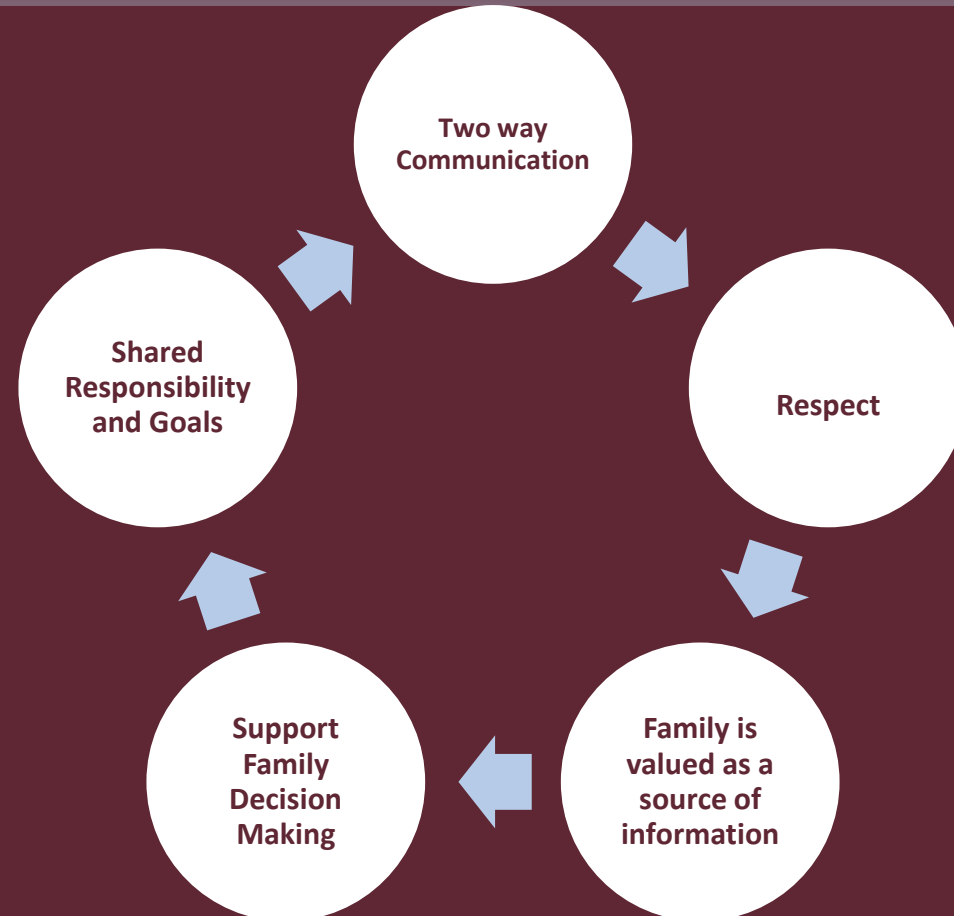 Two way
Communication
Respect
Family is
valued as a
source of
information
Support
Family
Decision
Making
Shared
Responsibility
and Goals